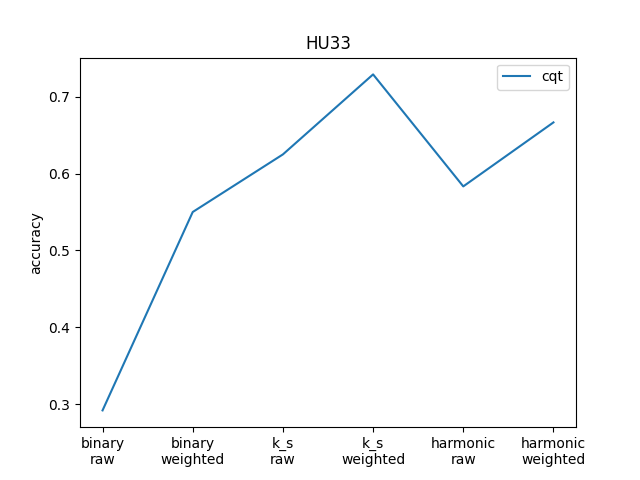 HU33
cqt
accuracy
0.7
0.6
0.5
0.4
0.3
binary raw
binary weighted
k_s raw
k_s weighted
harmonic raw
harmonic weighted